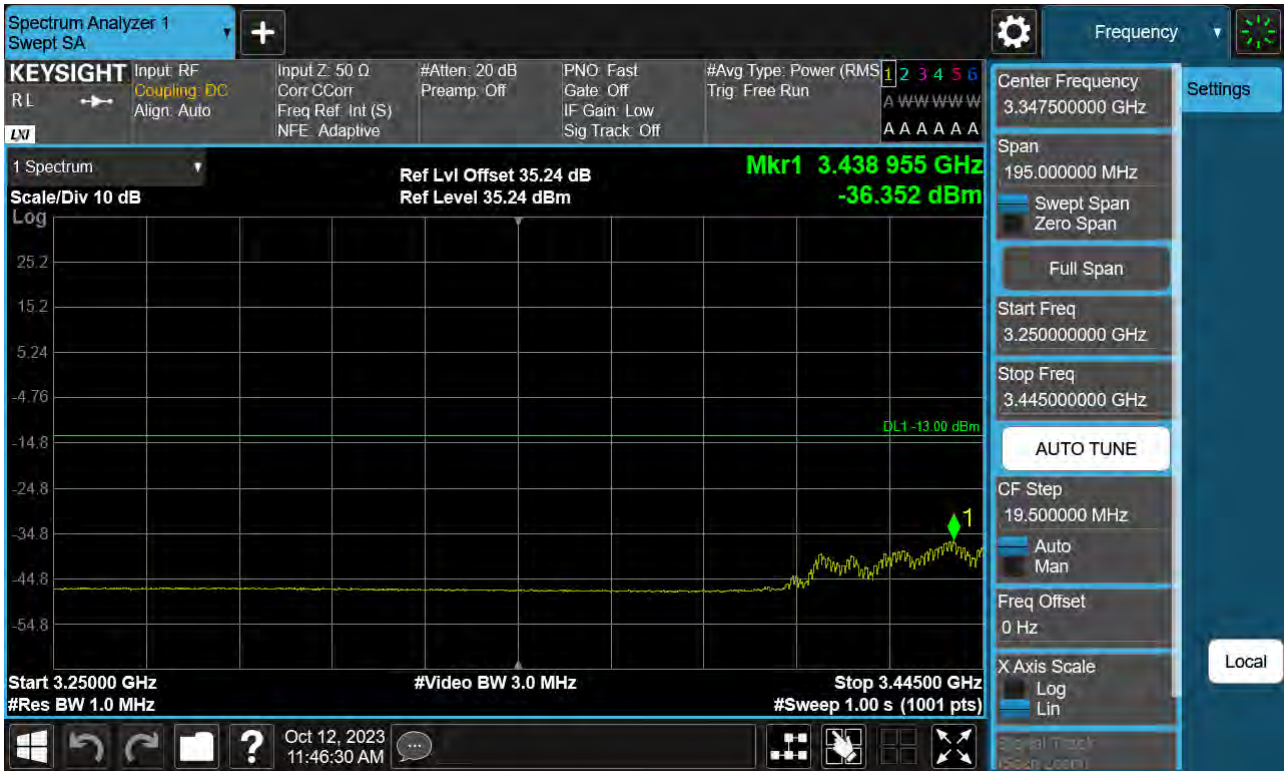 Spectrum Analyzer 1
Swept SA
+
Frequency
KEYSIGHT
RL
LXI
Input: RF
Coupling: DC
Align: Auto
Input Z: 50 Ω
Corr CCorr
Freq Ref: Int (S)
NFE: Adaptive
#Atten: 20 dB
Preamp: Off
PNO: Fast
Gate: Off
IF Gain: Low
Sig Track: Off
#Avg Type: Power (RMS
Trig: Free Run
1 2 3 4 5 6
A W W W W W
A A A A A A
1 Spectrum
Scale/Div 10 dB
Ref Lvl Offset 35.24 dB
Ref Level 35.24 dBm
Mkr1 3.438 955 GHz
-36.352 dBm
Log
25.2
15.2
5.24
-4.76
-14.8
-24.8
-34.8
-44.8
-54.8
DL1 -13.00 dBm
1
Start 3.25000 GHz
#Video BW 3.0 MHz
Stop 3.44500 GHz
#Res BW 1.0 MHz
#Sweep 1.00 s (1001 pts)
Center Frequency
3.347500000 GHz
Settings
Span
195.000000 MHz
Swept Span
Zero Span
Full Span
Start Freq
3.250000000 GHz
Stop Freq
3.445000000 GHz
AUTO TUNE
CF Step
19.500000 MHz
Auto
Man
Freq Offset
0 Hz
X Axis Scale
Log
Lin
Signal Track
(Span Zoom)
Local
?
Oct 12, 2023
11:46:30 AM